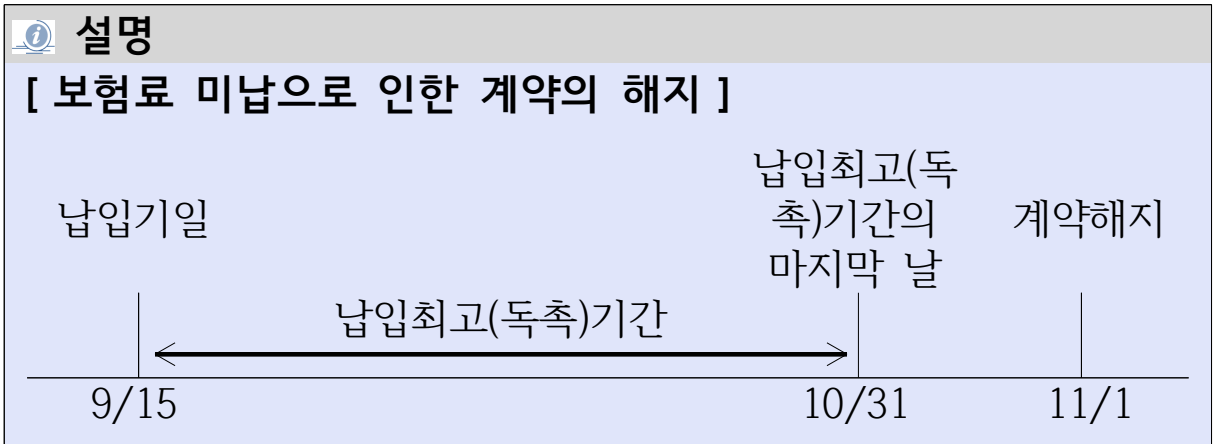 설명
[ 보험료 미납으로 인한 계약의 해지 ]
납입기일
납입최고(독
촉)기간의
마지막 날
계약해지
납입최고(독촉)기간
9/15
10/31
11/1